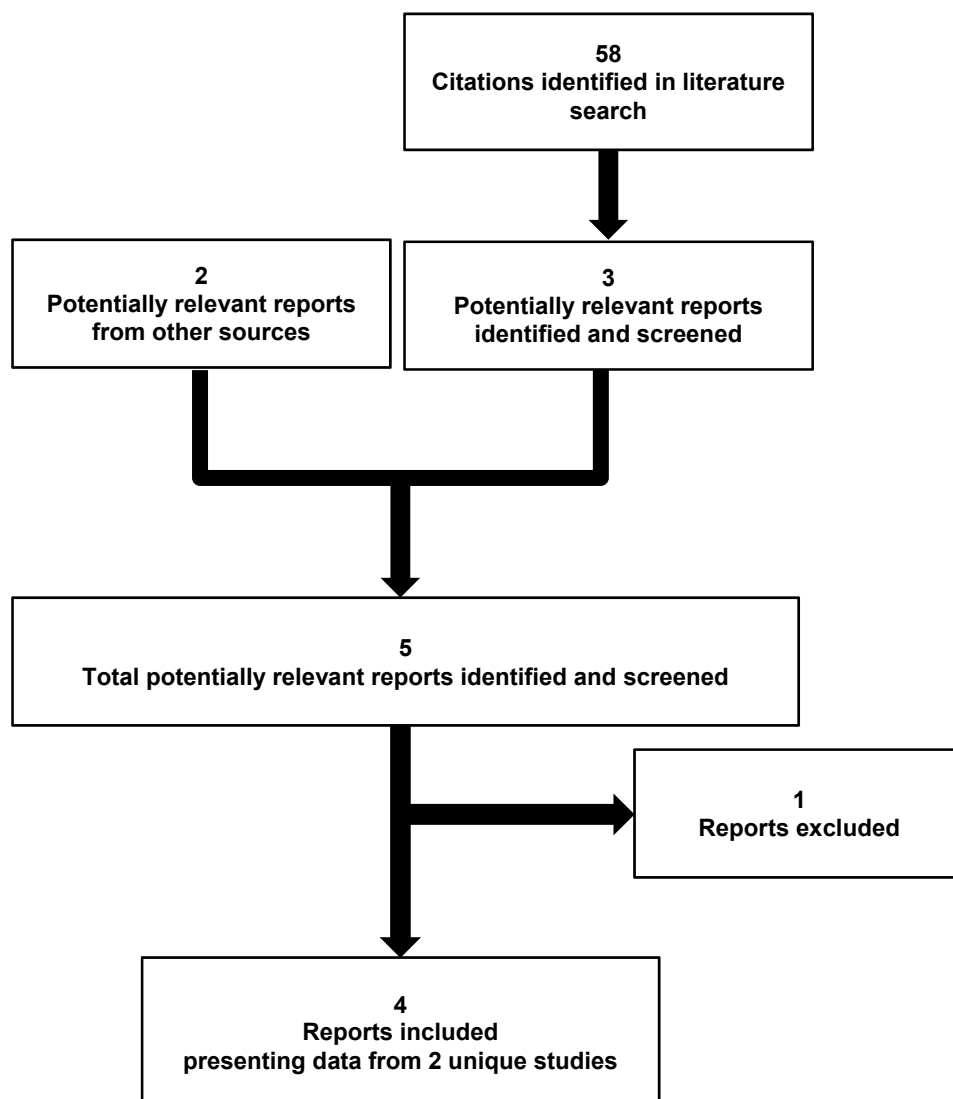 58
Citations identified in literature
search
2
Potentially relevant reports
from other sources
3
Potentially relevant reports
identified and screened
5
Total potentially relevant reports identified and screened
1
Reports excluded
4
Reports included
presenting data from 2 unique studies